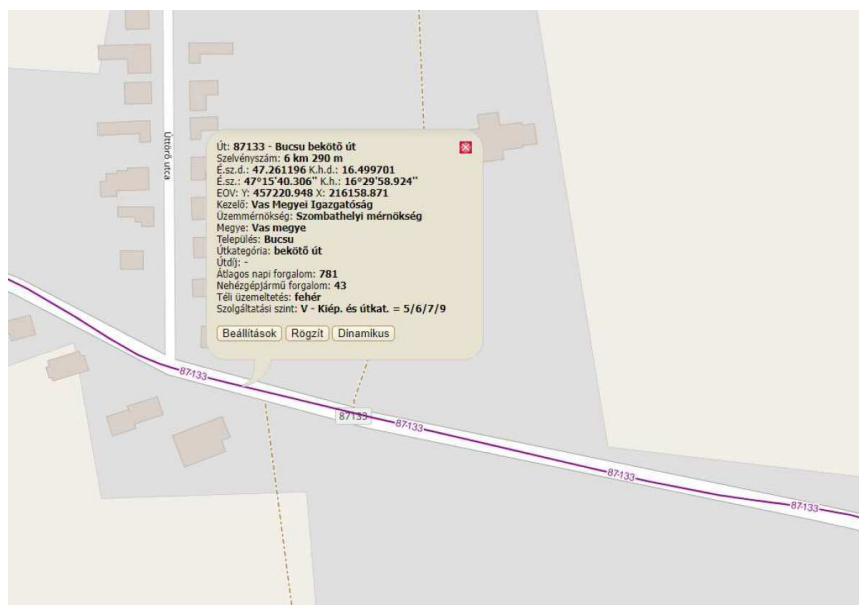 Úttörő utca
Út: 87133 - Bucsu bekötő út
Szelvényszám: 6 km 290 m
É.sz.d.: 47.261196 K.h.d.: 16.499701
É.sz.: 47°15'40.306'' K.h.: 16°29'58.924''
EOV: Y: 457220.948 X: 216158.871
Kezelő: Vas Megyei Igazgatóság
Üzemmérnökség: Szombathelyi mérnökség
Megye: Vas megye
Település: Bucsu
Útkategória: bekötő út
Útdíj: -
Átlagos napi forgalom: 781
Nehézgépjármű forgalom: 43
Téli üzemeltetés: fehér
Szolgáltatási szint: V - Kiép. és útkat. = 5/6/7/9
Beállítások Rögzít Dinamikus
87133
87133
87133
87133
87133